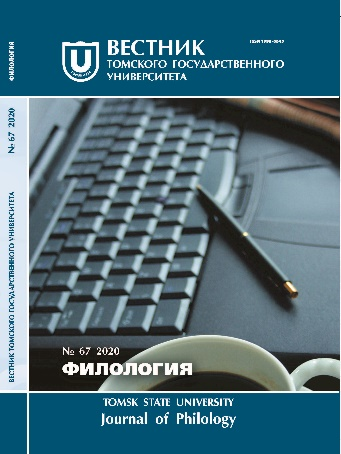 ВЕСТНИК
ТОМСКОГО ГОСУДАРСТВЕННОГО
УНИВЕРСИТЕТА
№ 67 2020
ФИЛОЛОГИЯ
TOMSK STATE UNIVERSITY
Journal of Philology
ФИЛОЛОГИЯ
№ 67 2020
ВЕСТНИК ТОМСКОГО ГОСУДАРСТВЕННОГО УНИВЕРСИТЕТА